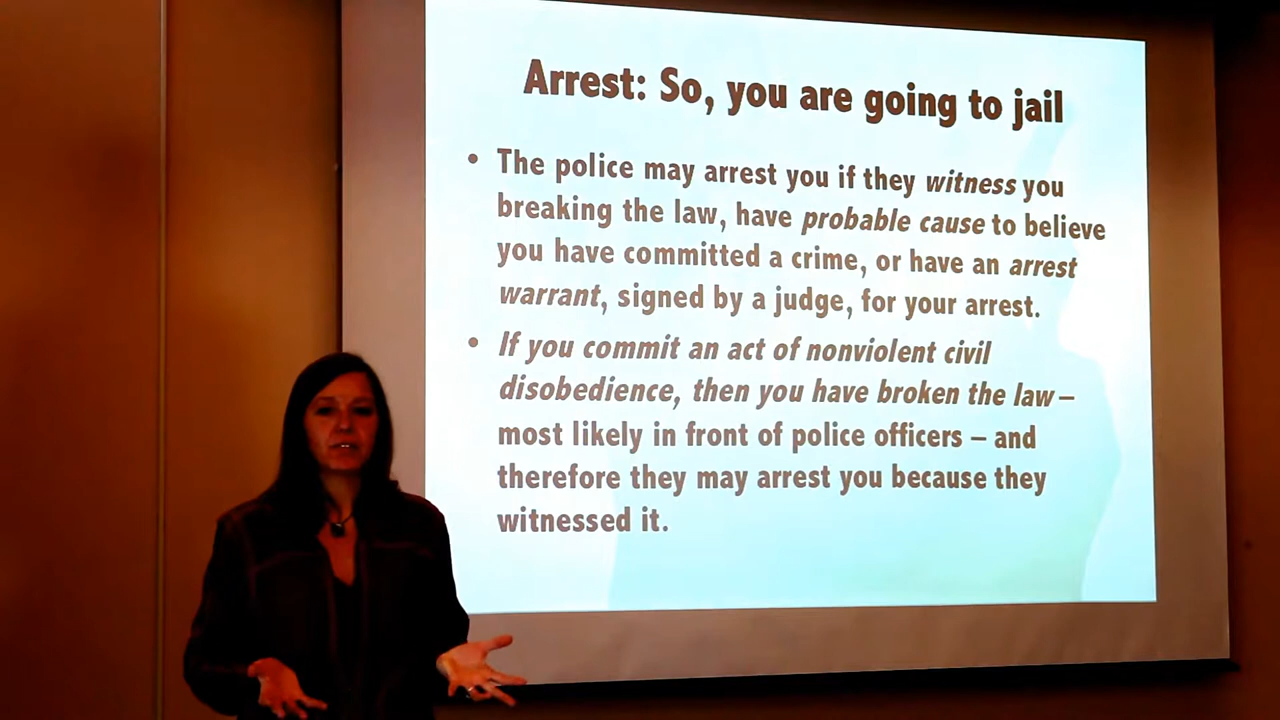 Arrest: So, you are going to jail
• The police may arrest you if they witness you
breaking the law, have probable cause to believe
you have committed a crime, or have an arrest
warrant, signed by a judge, for your arrest.
• If you commit an act of nonviolent civil
disobedience, then you have broken the law –
most likely in front of police officers – and
therefore they may arrest you because they
witnessed it.